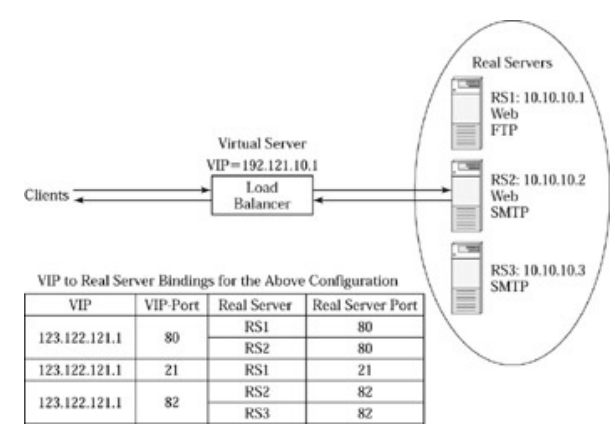 Real Servers
RS1: 10.10.10.1
Web
FTP
Virtual Server
VIP=192.121.10.1
Clients
Load
Balancer
RS2: 10.10.10.2
Web
SMTP
RS3: 10.10.10.3
SMTP
VIP to Real Server Bindings for the Above Configuration
VIP VIP-Port Real Server Real Server Port
123.122.121.1 80 RS1 80
RS2 80
123.122.121.1 21 RS1 21
123.122.121.1 82 RS2 82
RS3 82